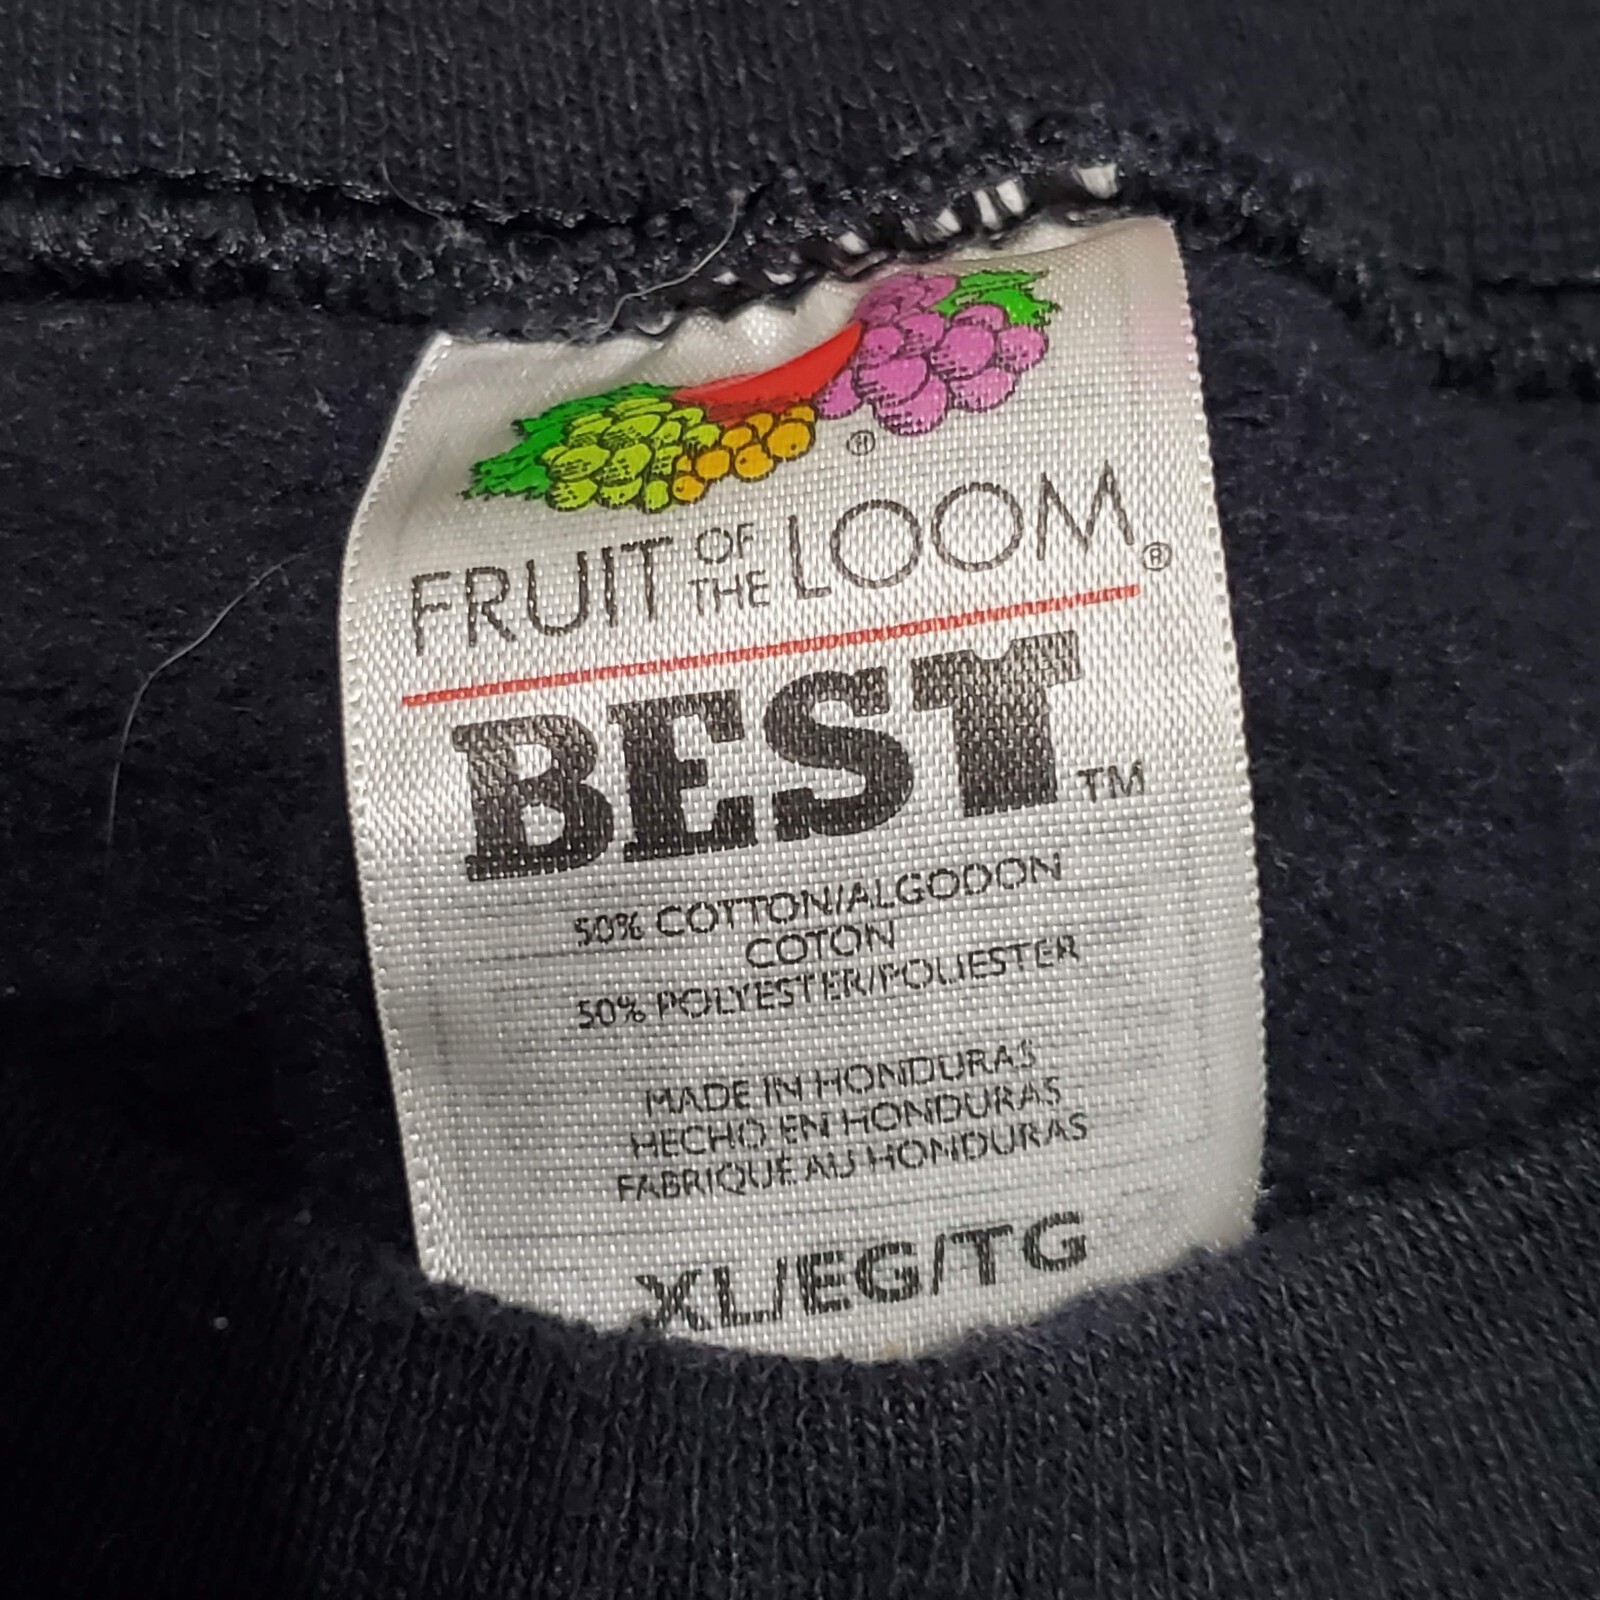 ®
FRUIT OF THE LOOM®
BEST™
50% COTTON/ALGODON
COTON
50% POLYESTER/POLIESTER
MADE IN HONDURAS
HECHO EN HONDURAS
FABRIQUE AU HONDURAS
XL/EG/TG